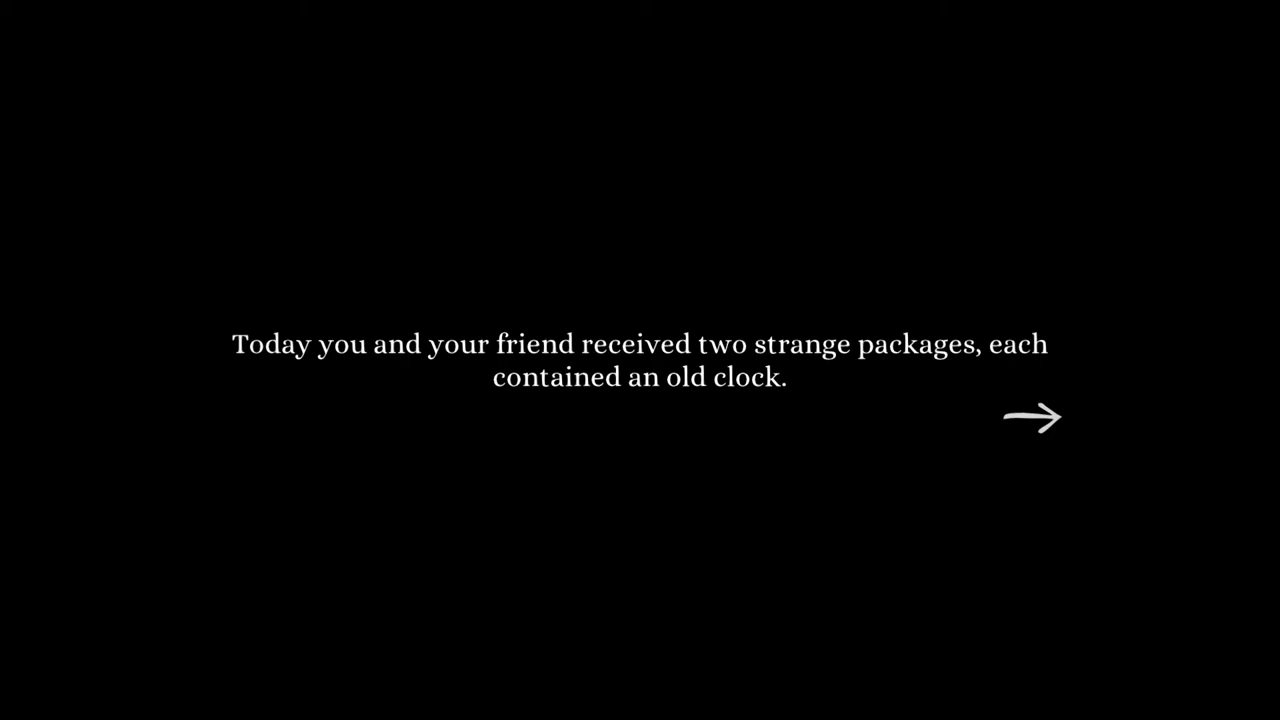 Today you and your friend received two strange packages, each
contained an old clock.